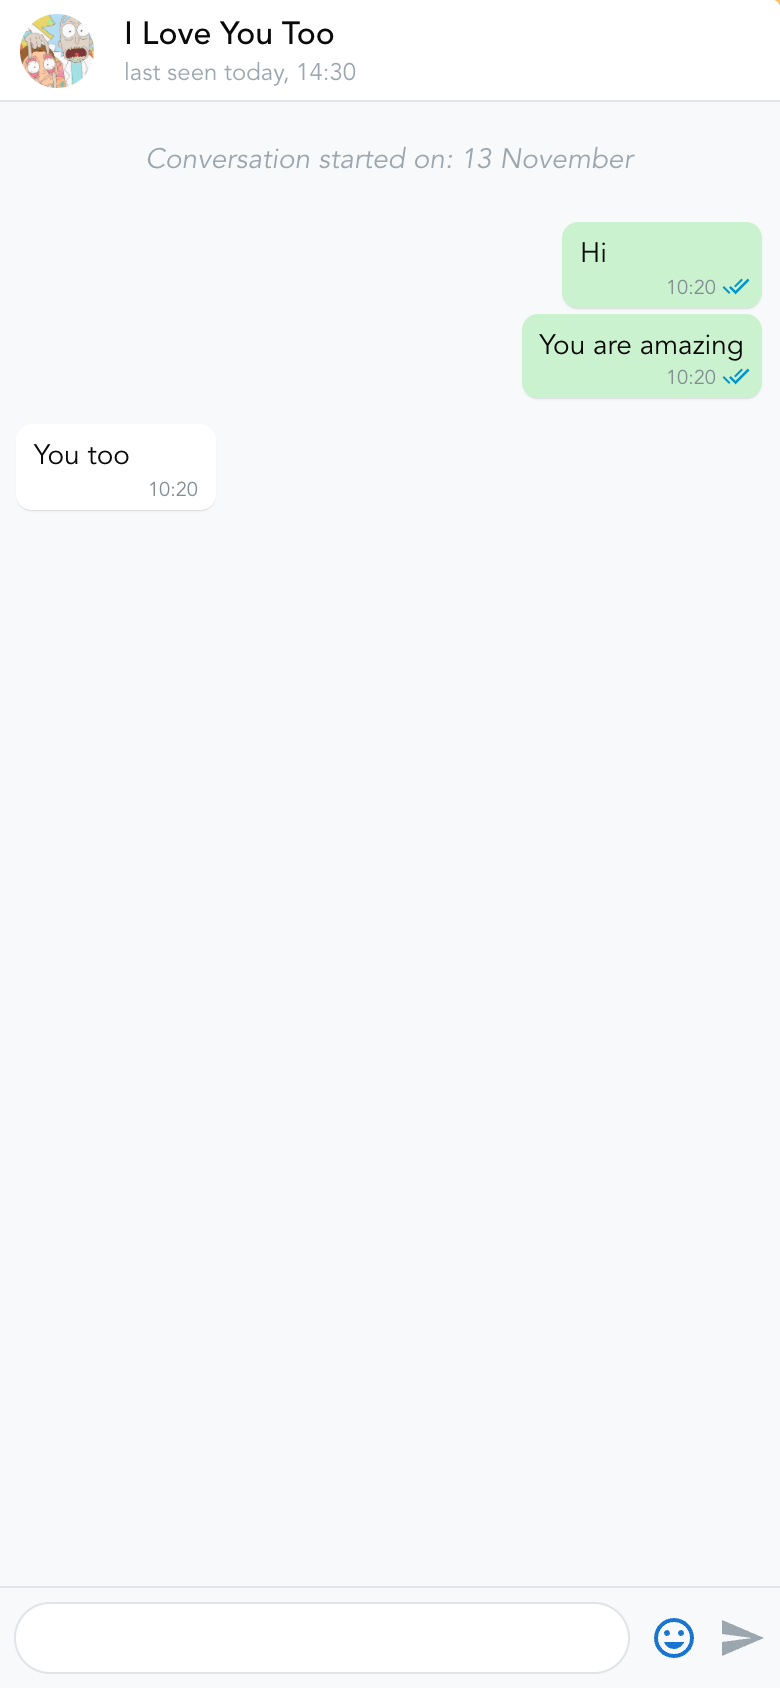 I Love You Too
last seen today, 14:30
Conversation started on: 13 November
Hi
10:20
You are amazing
10:20
You too
10:20